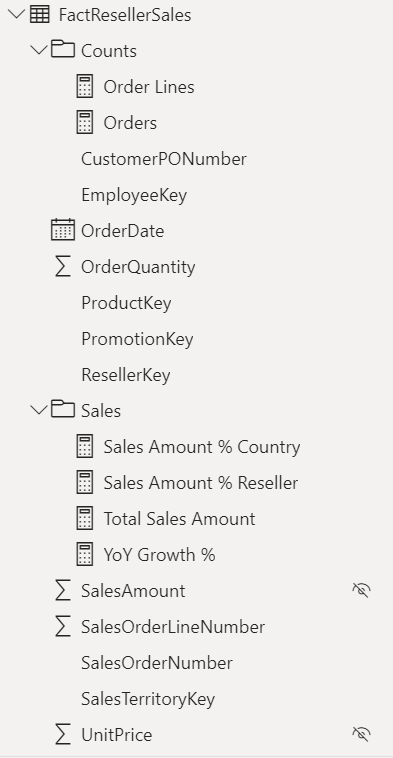 FactResellerSales
Counts
Order Lines
Orders
CustomerPONumber
EmployeeKey
OrderDate
OrderQuantity
ProductKey
PromotionKey
ResellerKey
Sales
Sales Amount % Country
Sales Amount % Reseller
Total Sales Amount
YoY Growth %
SalesAmount
SalesOrderLineNumber
SalesOrderNumber
SalesTerritoryKey
UnitPrice